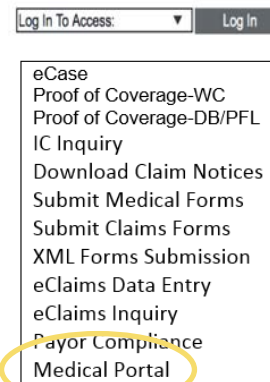 Log In To Access: Log In
eCase
Proof of Coverage-WC
Proof of Coverage-DB/PFL
IC Inquiry
Download Claim Notices
Submit Medical Forms
Submit Claims Forms
XML Forms Submission
eClaims Data Entry
eClaims Inquiry
Payor Compliance
Medical Portal